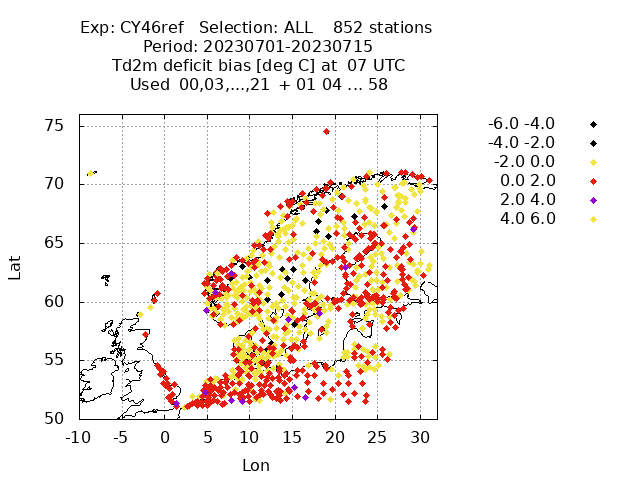 Exp: CY46ref   Selection: ALL    852 stations
Period: 20230701-20230715
Td2m deficit bias [deg C] at  07 UTC
Used  00,03,...,21  + 01 04 ... 58
-6.0 -4.0
-4.0 -2.0
-2.0 0.0
0.0 2.0
2.0 4.0
4.0 6.0
75
70
65
60
55
50
Lat
-10 -5 0 5 10 15 20 25 30
Lon